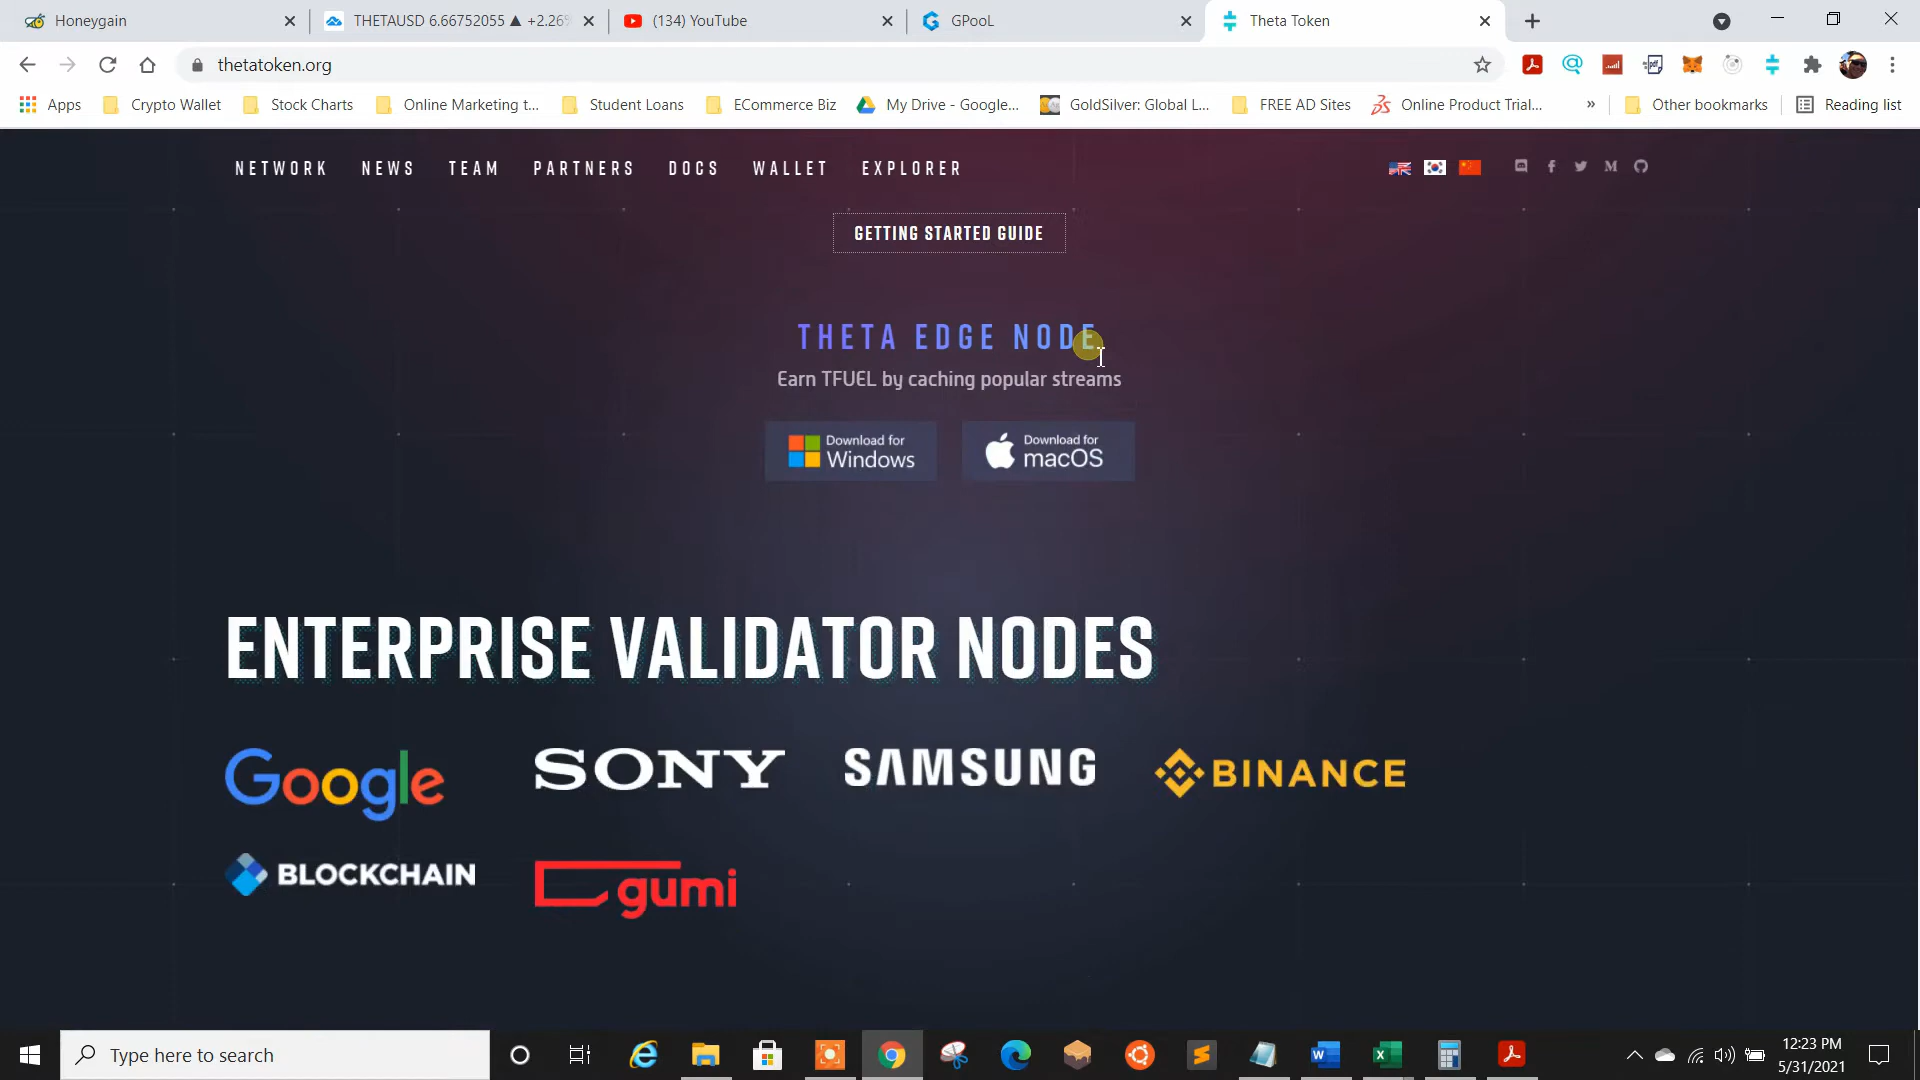 Honeygain
THETAUSD 6.66752055 ▲ +2.26%
(134) YouTube
GPooL
Theta Token
thetatoken.org
Apps
Crypto Wallet
Stock Charts
Online Marketing t...
Student Loans
ECommerce Biz
My Drive - Google...
GoldSilver: Global L...
FREE AD Sites
Online Product Trial...
»
Other bookmarks
Reading list
NETWORK
NEWS
TEAM
PARTNERS
DOCS
WALLET
EXPLORER
GETTING STARTED GUIDE
THETA EDGE NODE
Earn TFUEL by caching popular streams
Download for
Windows
Download for
macOS
ENTERPRISE VALIDATOR NODES
Google
SONY
SAMSUNG
BINANCE
BLOCKCHAIN
gumi
Type here to search
12:23 PM
5/31/2021